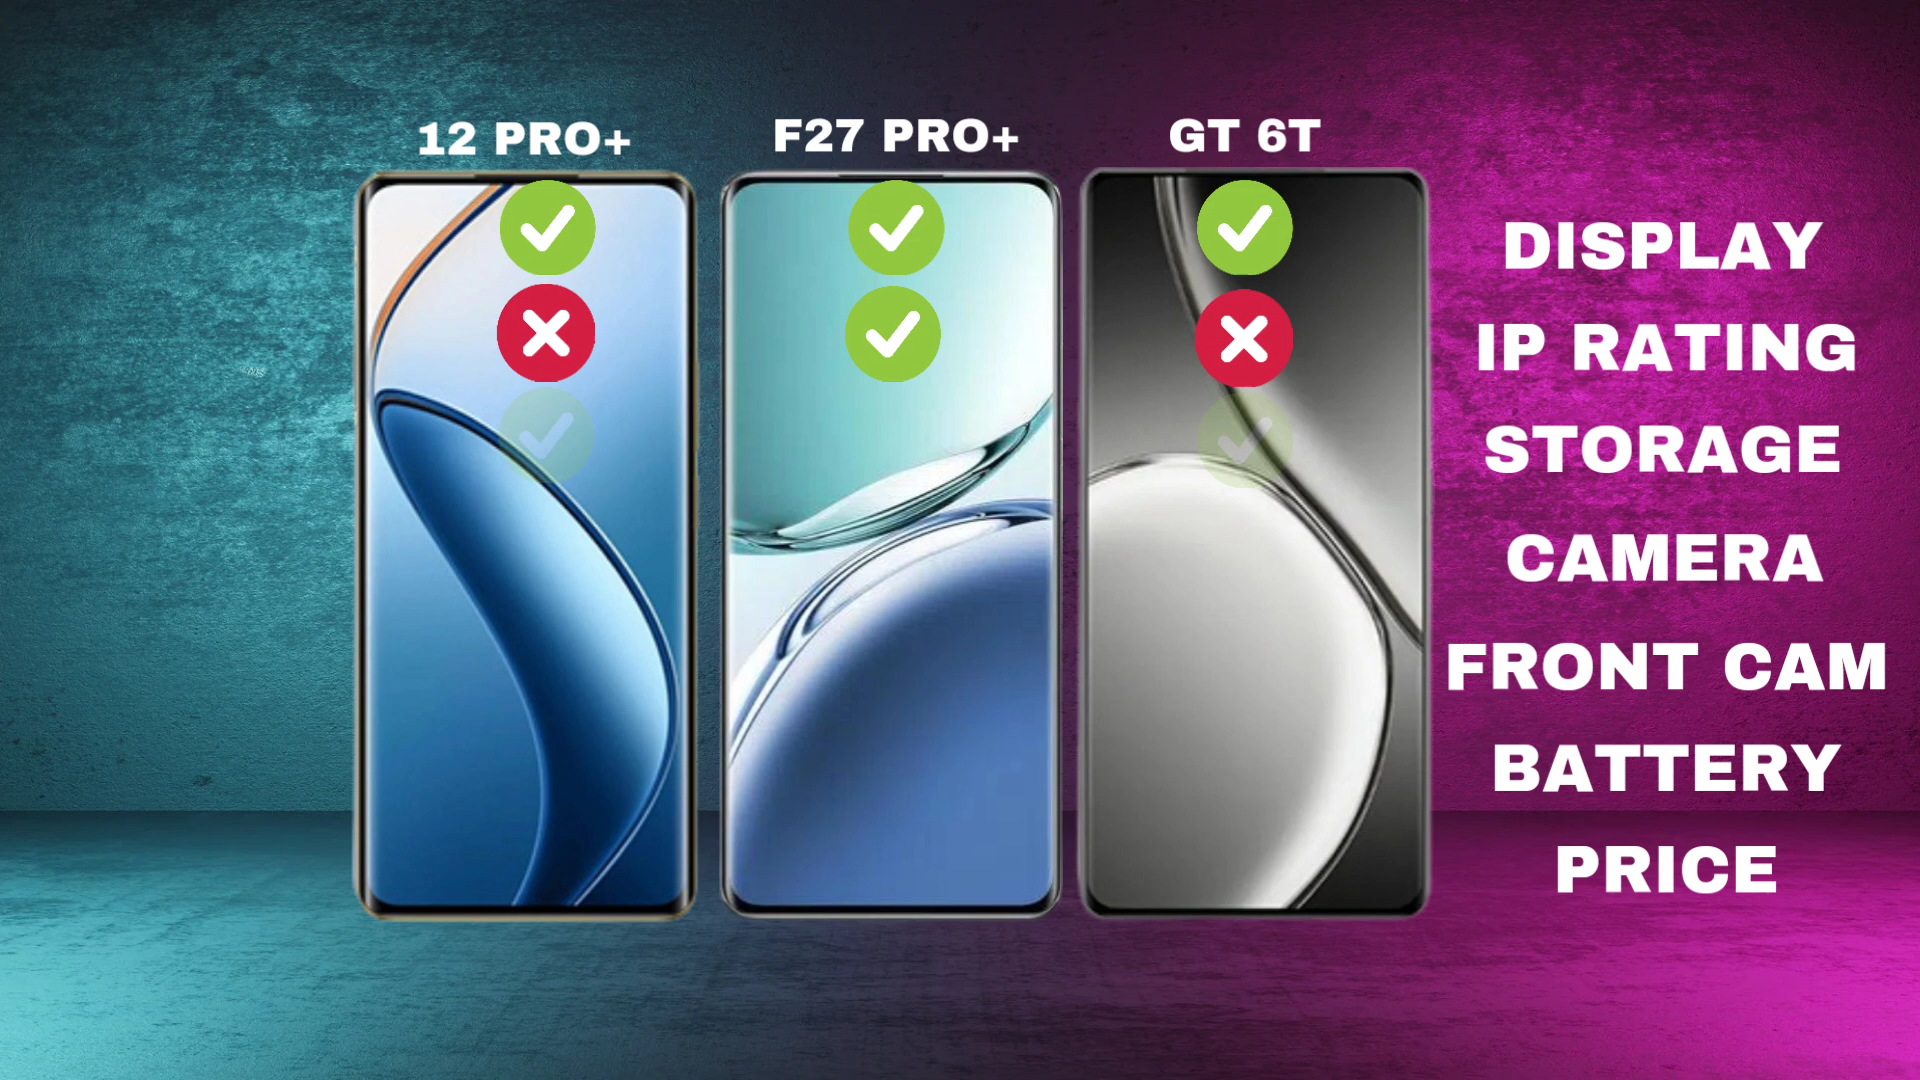 12 PRO+
F27 PRO+
GT 6T
DISPLAY
IP RATING
STORAGE
CAMERA
FRONT CAM
BATTERY
PRICE